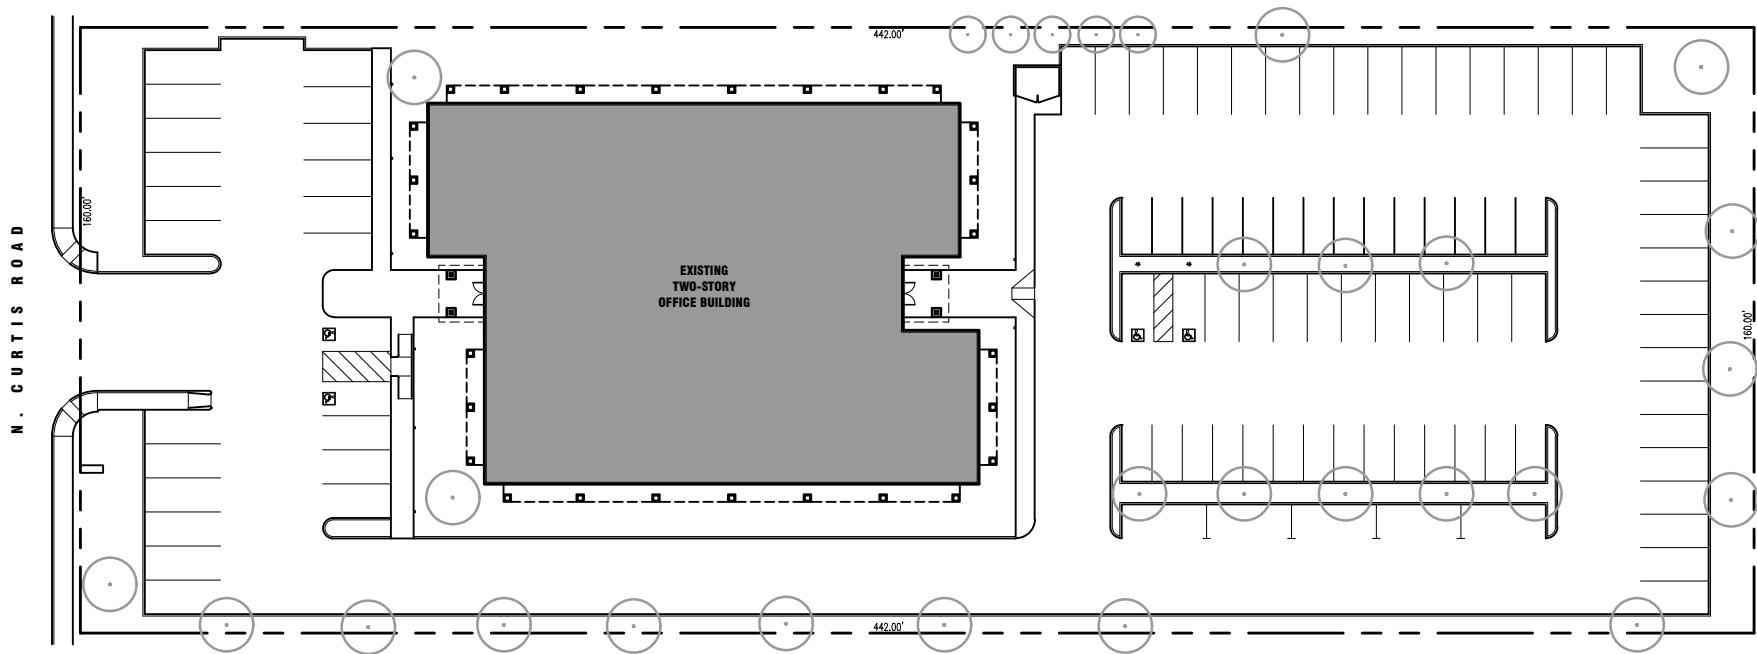 442.00'
160.00'
N. CURTIS ROAD
EXISTING
TWO-STORY
OFFICE BUILDING
160.00'
442.00'